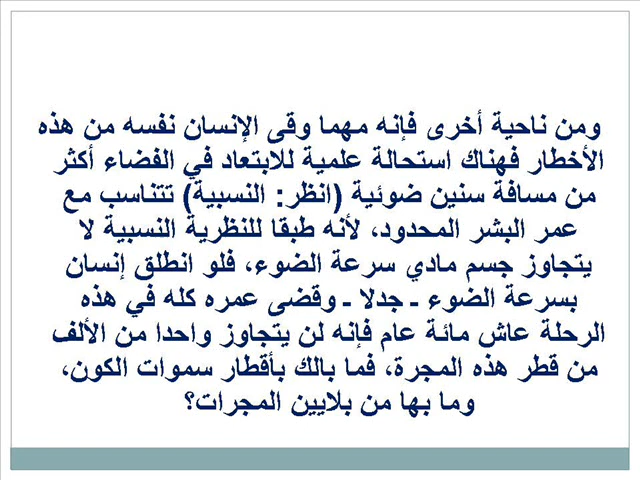 ومن ناحية أخرى فإنه مهما وقى الإنسان نفسه من هذه
الأخطار فهناك استحالة علمية للابتعاد في الفضاء أكثر
من مسافة سنين ضوئية (انظر: النسبية) تتناسب مع
عمر البشر المحدود، لأنه طبقا للنظرية النسبية لا
يتجاوز جسم مادي سرعة الضوء، فلو انطلق إنسان
بسرعة الضوء ـ جدلا ـ وقضى عمره كله في هذه
الرحلة عاش مائة عام فإنه لن يتجاوز واحدا من الألف
من قطر هذه المجرة، فما بالك بأقطار سموات الكون،
وما بها من بلايين المجرات؟